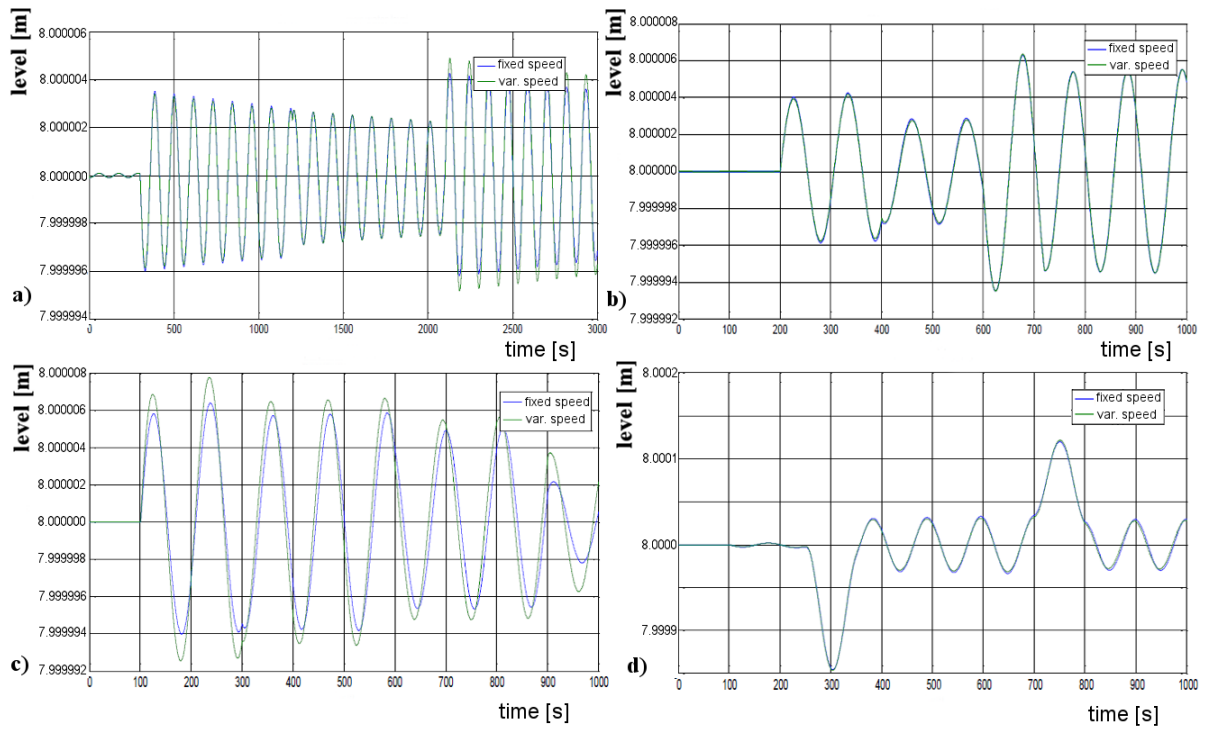 level [m]
8.000006
8.000004
8.000002
8.000000
7.999998
7.999996
7.999994
fixed speed
var. speed
a)
0 500 1000 1500 2000 2500 3000
time [s]
level [m]
8.000008
8.000006
8.000004
8.000002
8.000000
7.999998
7.999996
7.999994
7.999992
fixed speed
var. speed
b)
0 100 200 300 400 500 600 700 800 900 1000
time [s]
level [m]
8.000008
8.000006
8.000004
8.000002
8.000000
7.999998
7.999996
7.999994
7.999992
fixed speed
var. speed
c)
0 100 200 300 400 500 600 700 800 900 1000
time [s]
level [m]
8.0002
8.0001
8.0000
7.9999
fixed speed
var. speed
d)
0 100 200 300 400 500 600 700 800 900 1000
time [s]